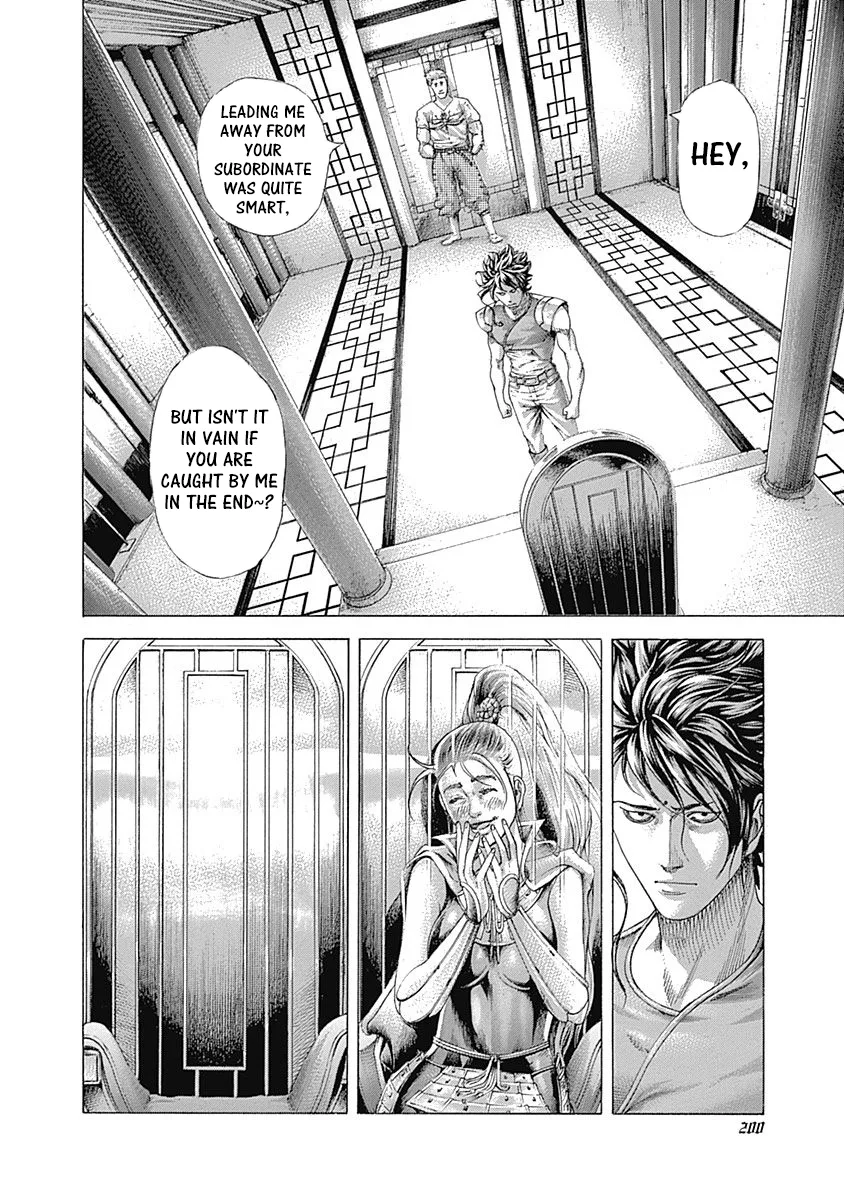 HEY,
LEADING ME
AWAY FROM
YOUR
SUBORDINATE
WAS QUITE
SMART,
BUT ISN'T IT
IN VAIN IF
YOU ARE
CAUGHT BY ME
IN THE END~?
200